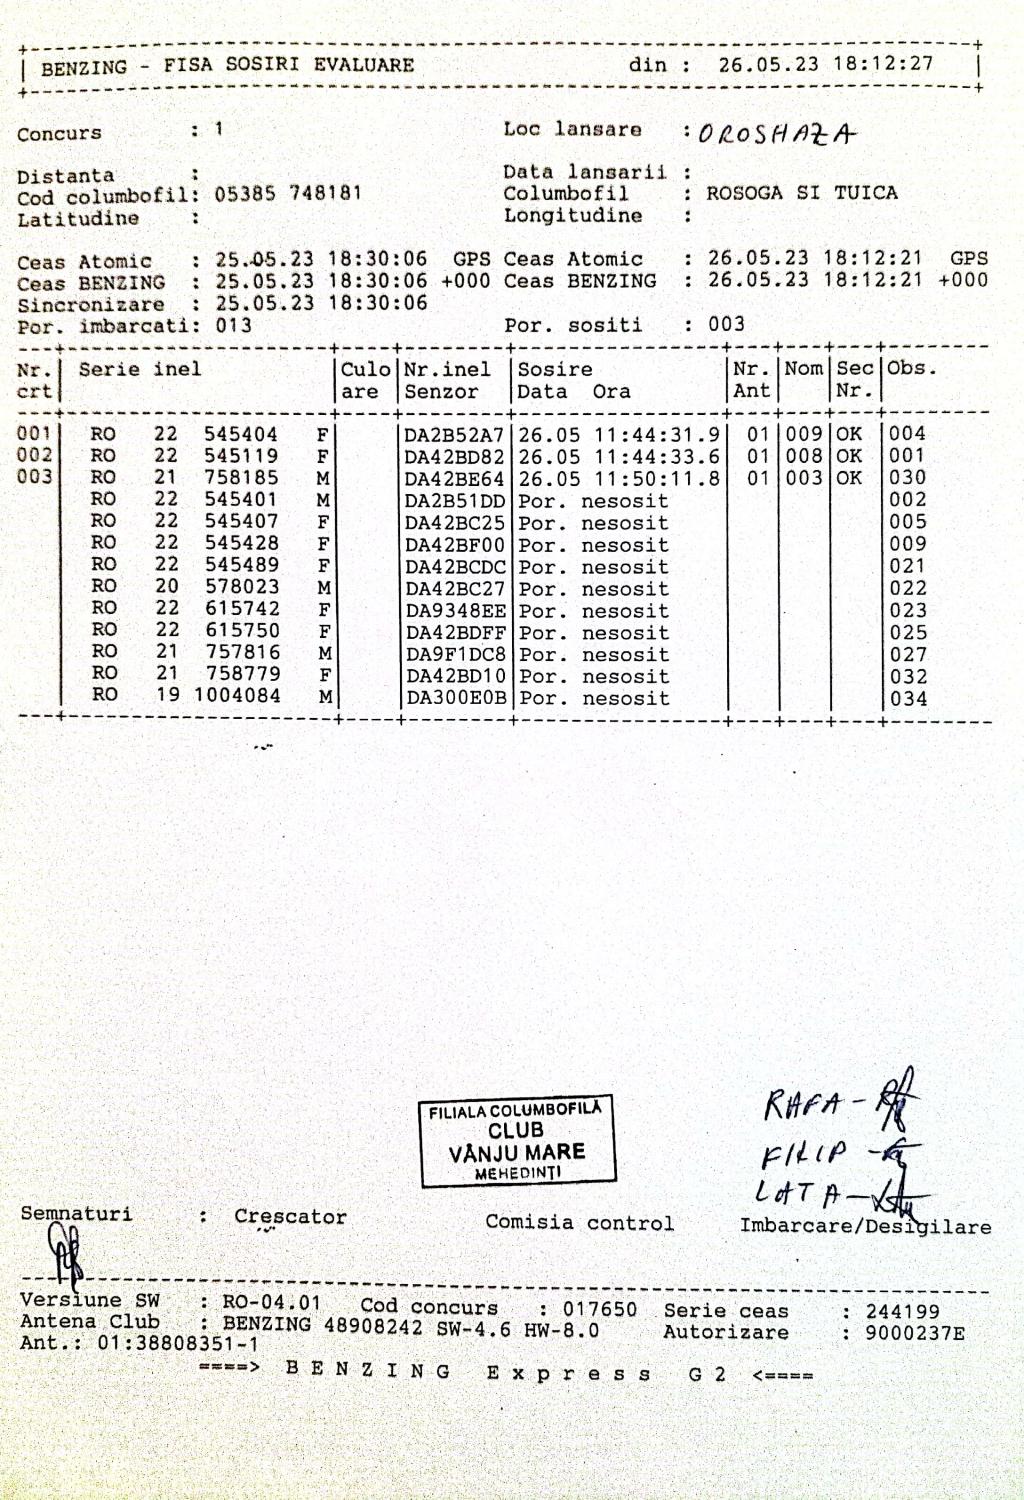 BENZING - FISA SOSIRI EVALUARE din : 26.05.23 18:12:27
Concurs : 1 Loc lansare : OROSHAZA
Distanta : Data lansarii :
Cod columbofil: 05385 748181 Columbofil : ROSOGA SI TUICA
Latitudine : Longitudine :
Ceas Atomic : 25.05.23 18:30:06 GPS Ceas Atomic : 26.05.23 18:12:21 GPS
Ceas BENZING : 25.05.23 18:30:06 +000 Ceas BENZING : 26.05.23 18:12:21 +000
Sincronizare : 25.05.23 18:30:06
Por. imbarcati: 013 Por. sositi : 003
Nr. Serie inel Culo Nr.inel Sosire Nr. Nom Sec Obs.
crt are Senzor Data Ora Ant Nr.
001 RO 22 545404 F DA2B52A7 26.05 11:44:31.9 01 009 OK 004
002 RO 22 545119 F DA42BD82 26.05 11:44:33.6 01 008 OK 001
003 RO 21 758185 M DA42BE64 26.05 11:50:11.8 01 003 OK 030
RO 22 545401 M DA2B51DD Por. nesosit 002
RO 22 545407 F DA42BC25 Por. nesosit 005
RO 22 545428 F DA42BF00 Por. nesosit 009
RO 22 545489 F DA42BCDC Por. nesosit 021
RO 20 578023 M DA42BC27 Por. nesosit 022
RO 22 615742 F DA9348EE Por. nesosit 023
RO 22 615750 F DA42BDFF Por. nesosit 025
RO 21 757816 M DA9F1DC8 Por. nesosit 027
RO 21 758779 F DA42BD10 Por. nesosit 032
RO 19 1004084 M DA300E0B Por. nesosit 034
FILIALA COLUMBOFILĂ
CLUB
VÂNJU MARE
MEHEDINȚI
RAFA -
FILIP -
LATA -
Semnaturi : Crescator Comisia control Imbarcare/Desigilare
Versiune SW : RO-04.01 Cod concurs : 017650 Serie ceas : 244199
Antena Club : BENZING 48908242 SW-4.6 HW-8.0 Autorizare : 9000237E
Ant.: 01:38808351-1
====> B E N Z I N G E x p r e s s G 2 <====